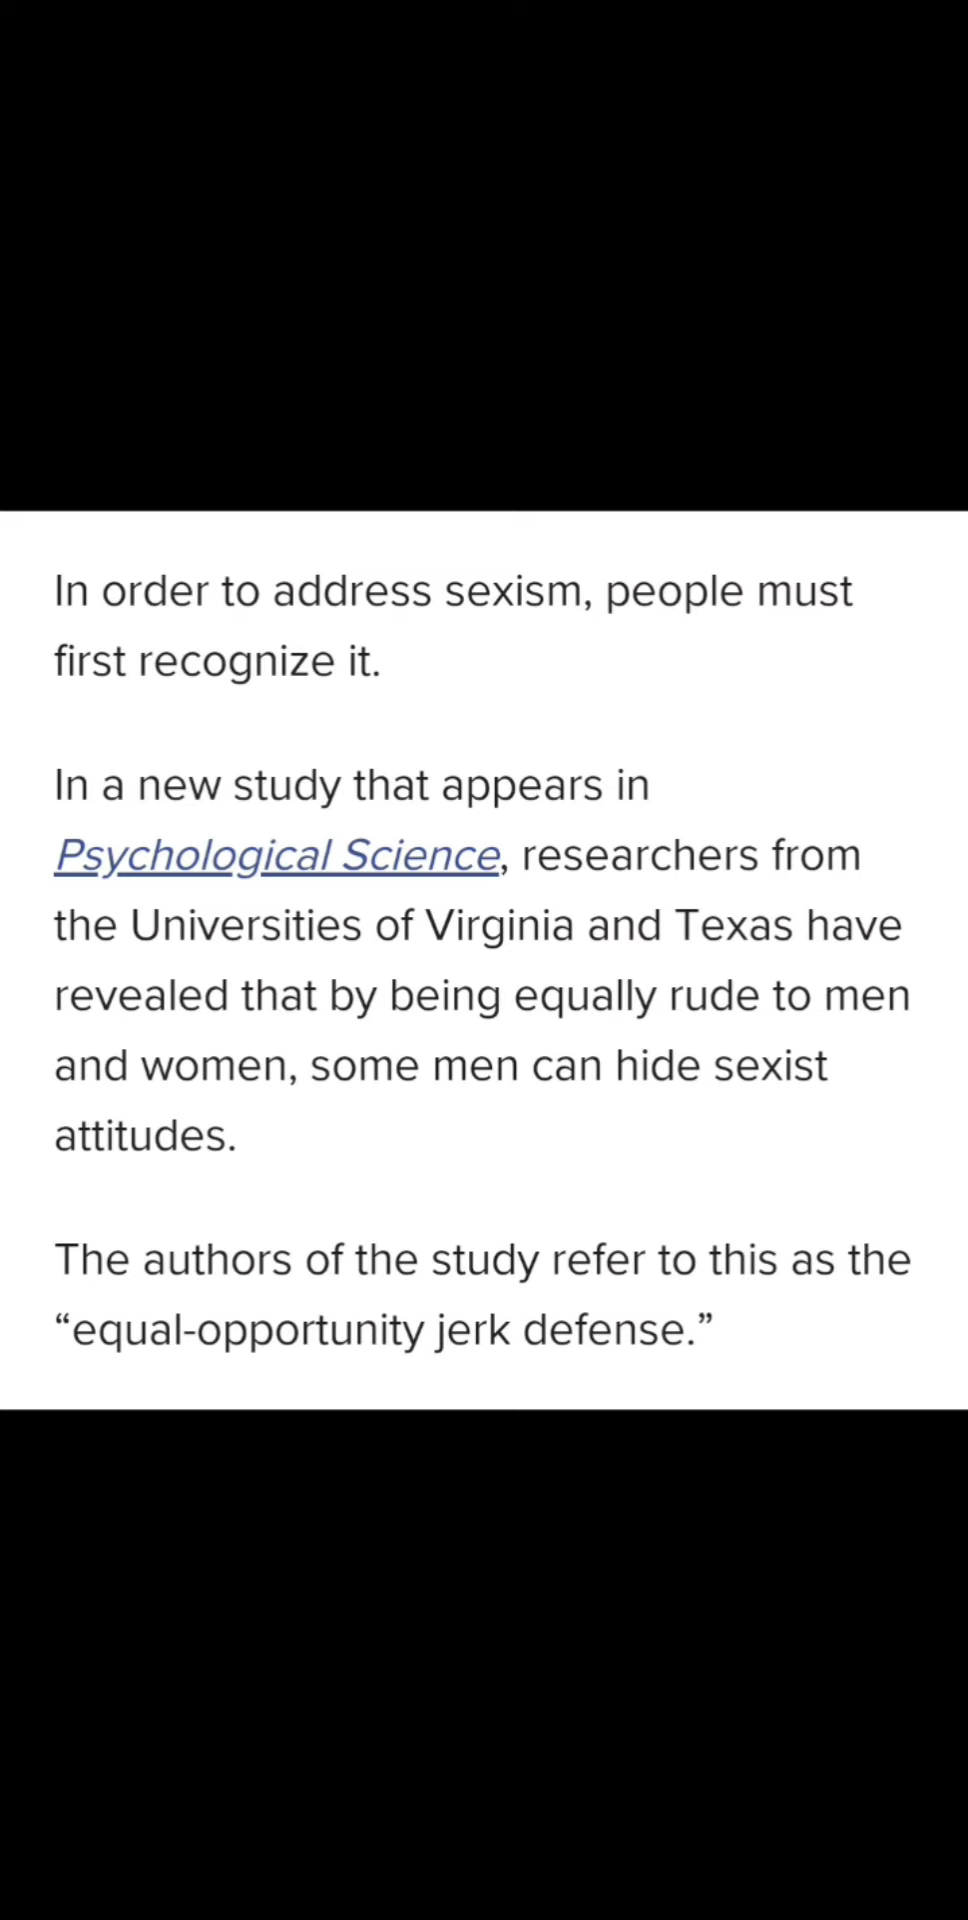 In order to address sexism, people must
first recognize it.
In a new study that appears in
Psychological Science, researchers from
the Universities of Virginia and Texas have
revealed that by being equally rude to men
and women, some men can hide sexist
attitudes.
The authors of the study refer to this as the
“equal-opportunity jerk defense.”